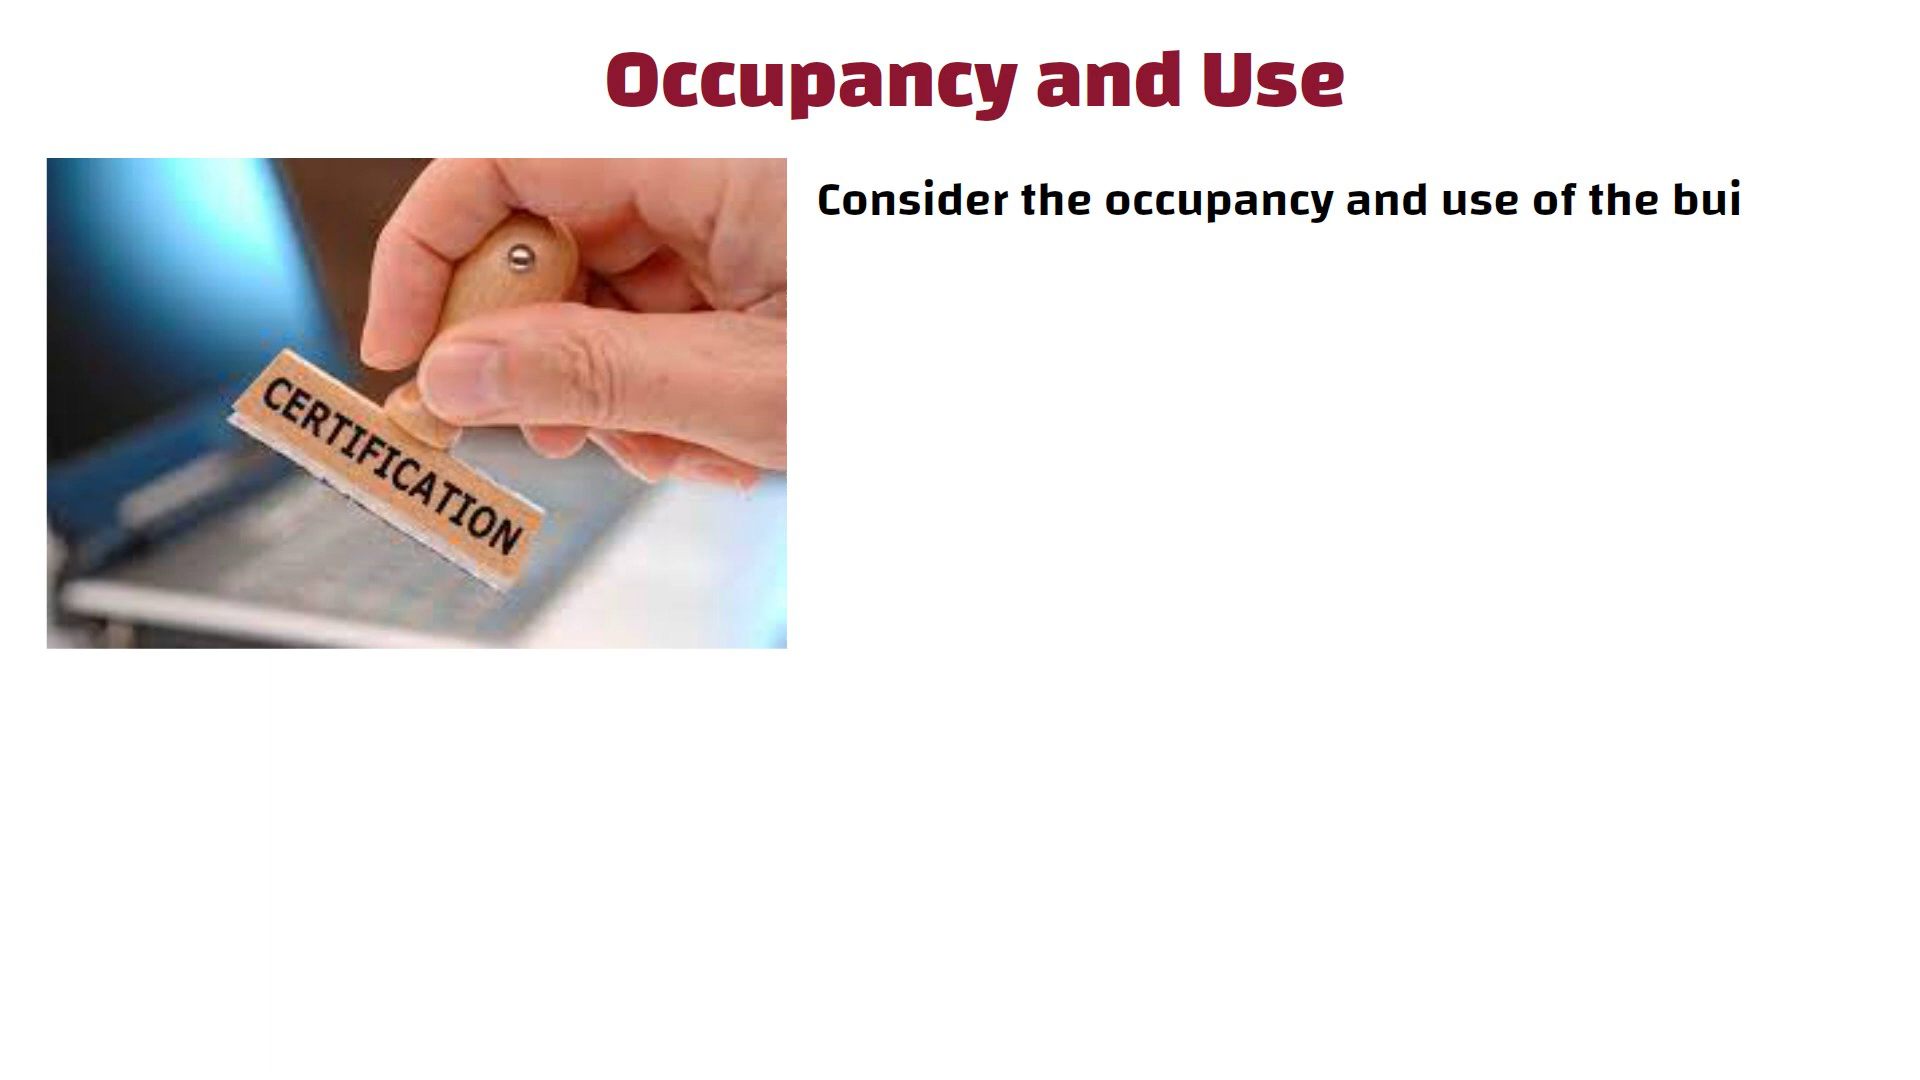 Occupancy and Use
Consider the occupancy and use of the bui
CERTIFICATION